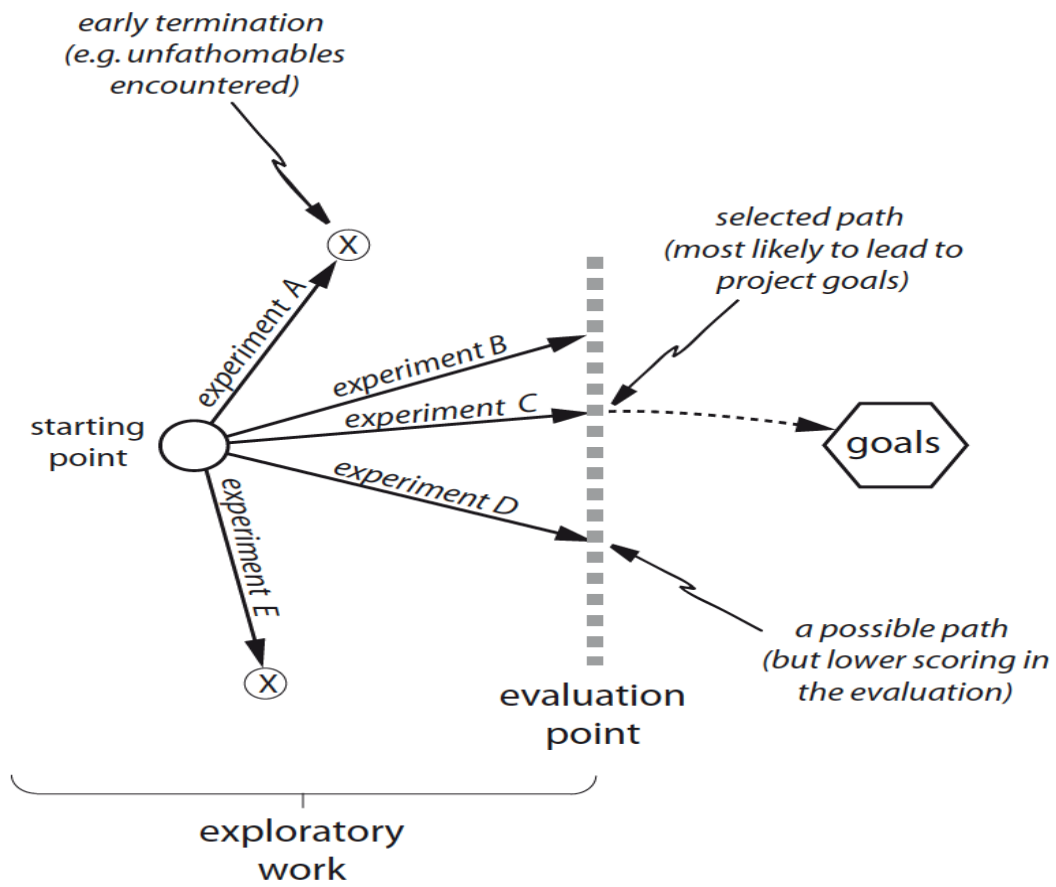 early termination
(e.g. unfathomables
encountered)
X
selected path
(most likely to lead to
project goals)
experiment A
experiment B
experiment C
starting
point
goals
experiment D
experiment E
X
a possible path
(but lower scoring in
the evaluation)
evaluation
point
exploratory
work